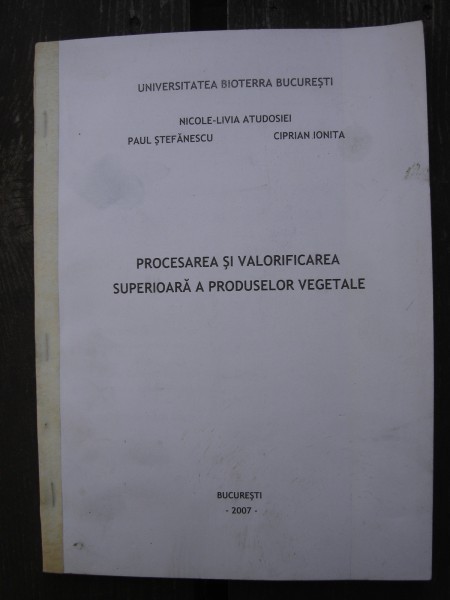 UNIVERSITATEA BIOTERRA BUCUREȘTI
NICOLE-LIVIA ATUDOSIEI
PAUL ȘTEFĂNESCU CIPRIAN IONITA
PROCESAREA ȘI VALORIFICAREA
SUPERIOARĂ A PRODUSELOR VEGETALE
BUCUREȘTI
- 2007 -